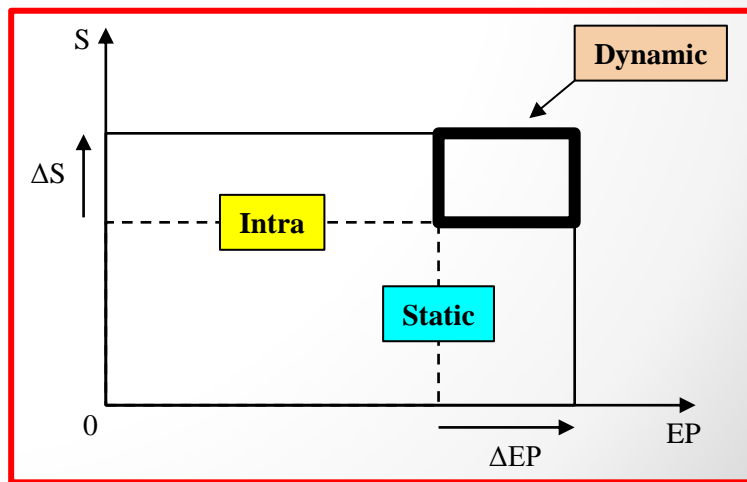 S
Dynamic
ΔS
Intra
Static
0
EP
ΔEP